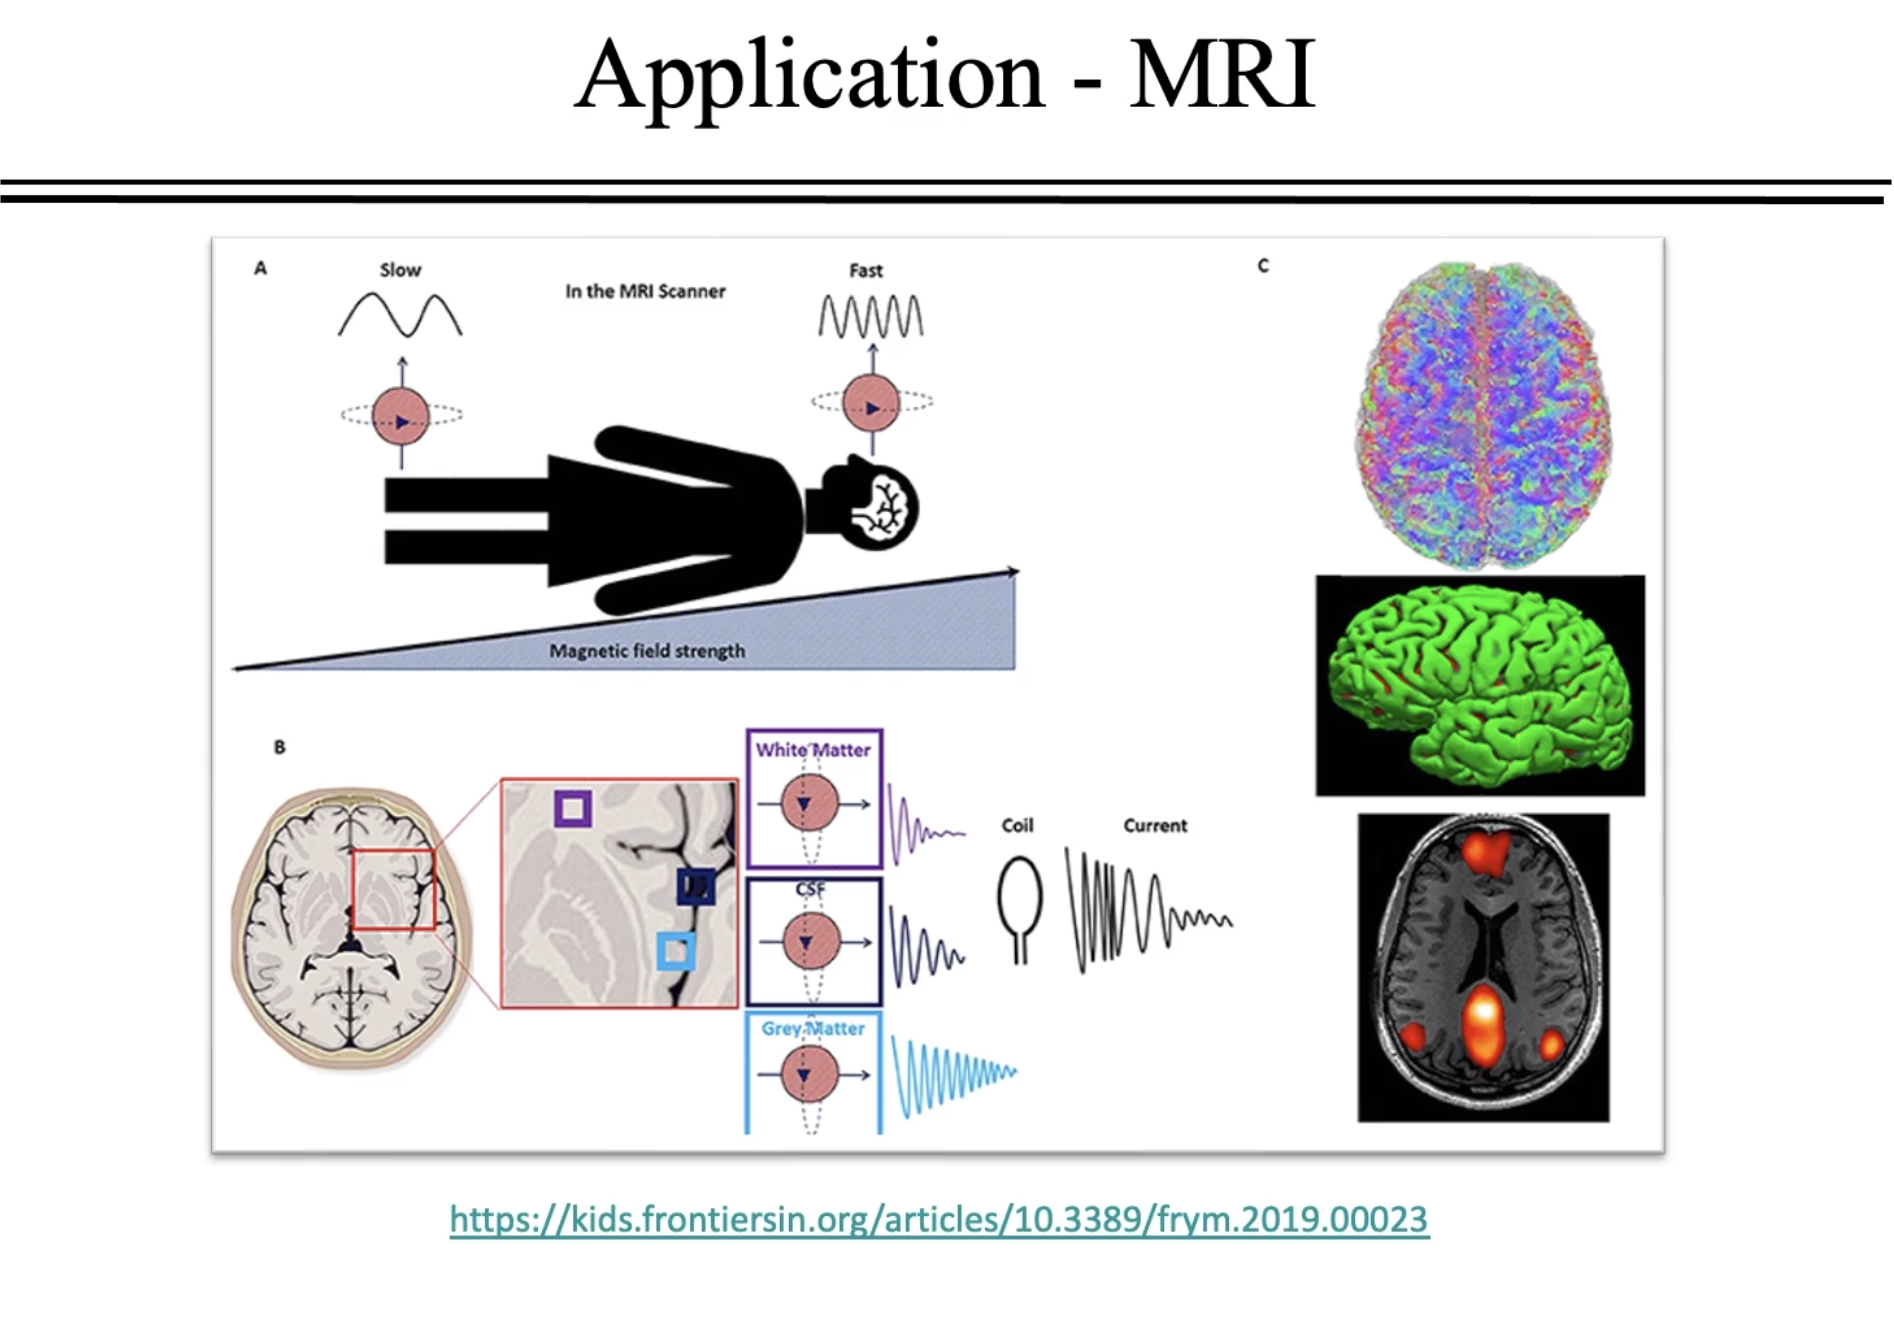 Application - MRI
A
Slow
In the MRI Scanner
Fast
C
Magnetic field strength
B
White Matter
CSF
Grey Matter
Coil
Current
https://kids.frontiersin.org/articles/10.3389/frym.2019.00023